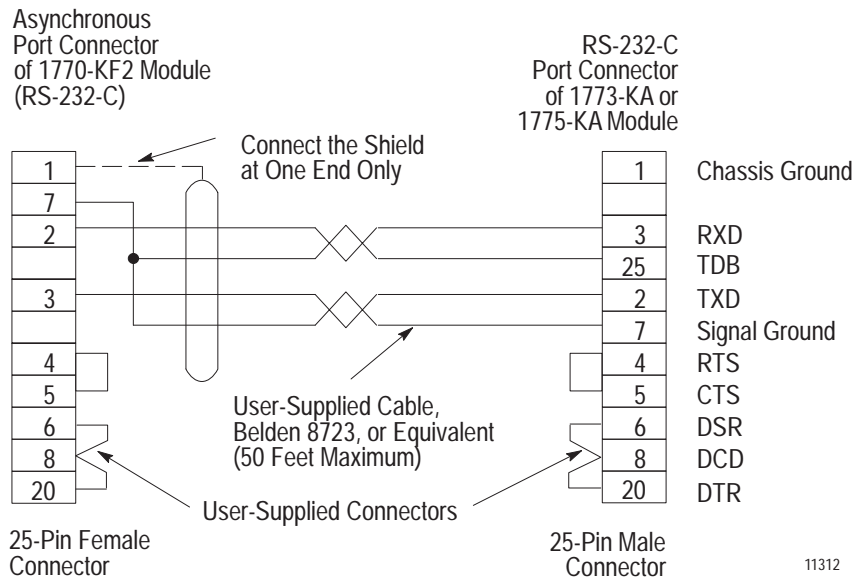 Asynchronous
Port Connector
of 1770-KF2 Module
(RS-232-C)
RS-232-C
Port Connector
of 1773-KA or
1775-KA Module
Connect the Shield
at One End Only
1
7
2
3
4
5
6
8
20
1 Chassis Ground
3 RXD
25 TDB
2 TXD
7 Signal Ground
4 RTS
5 CTS
6 DSR
8 DCD
20 DTR
User-Supplied Cable,
Belden 8723, or Equivalent
(50 Feet Maximum)
User-Supplied Connectors
25-Pin Female
Connector
25-Pin Male
Connector
11312